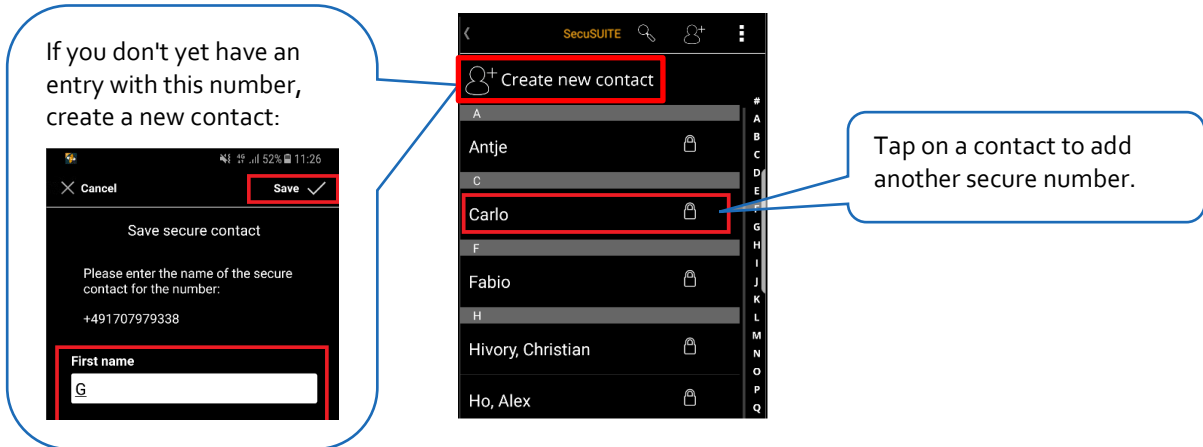 If you don't yet have an
entry with this number,
create a new contact:
52% 11:26
Cancel
Save
Save secure contact
Please enter the name of the secure
contact for the number:
+491707979338
First name
G
SecuSUITE
Create new contact
A
Antje
C
Carlo
F
Fabio
H
Hivory, Christian
Ho, Alex
#
A
B
C
D
E
F
G
H
I
J
K
L
M
N
O
P
Q
Tap on a contact to add
another secure number.